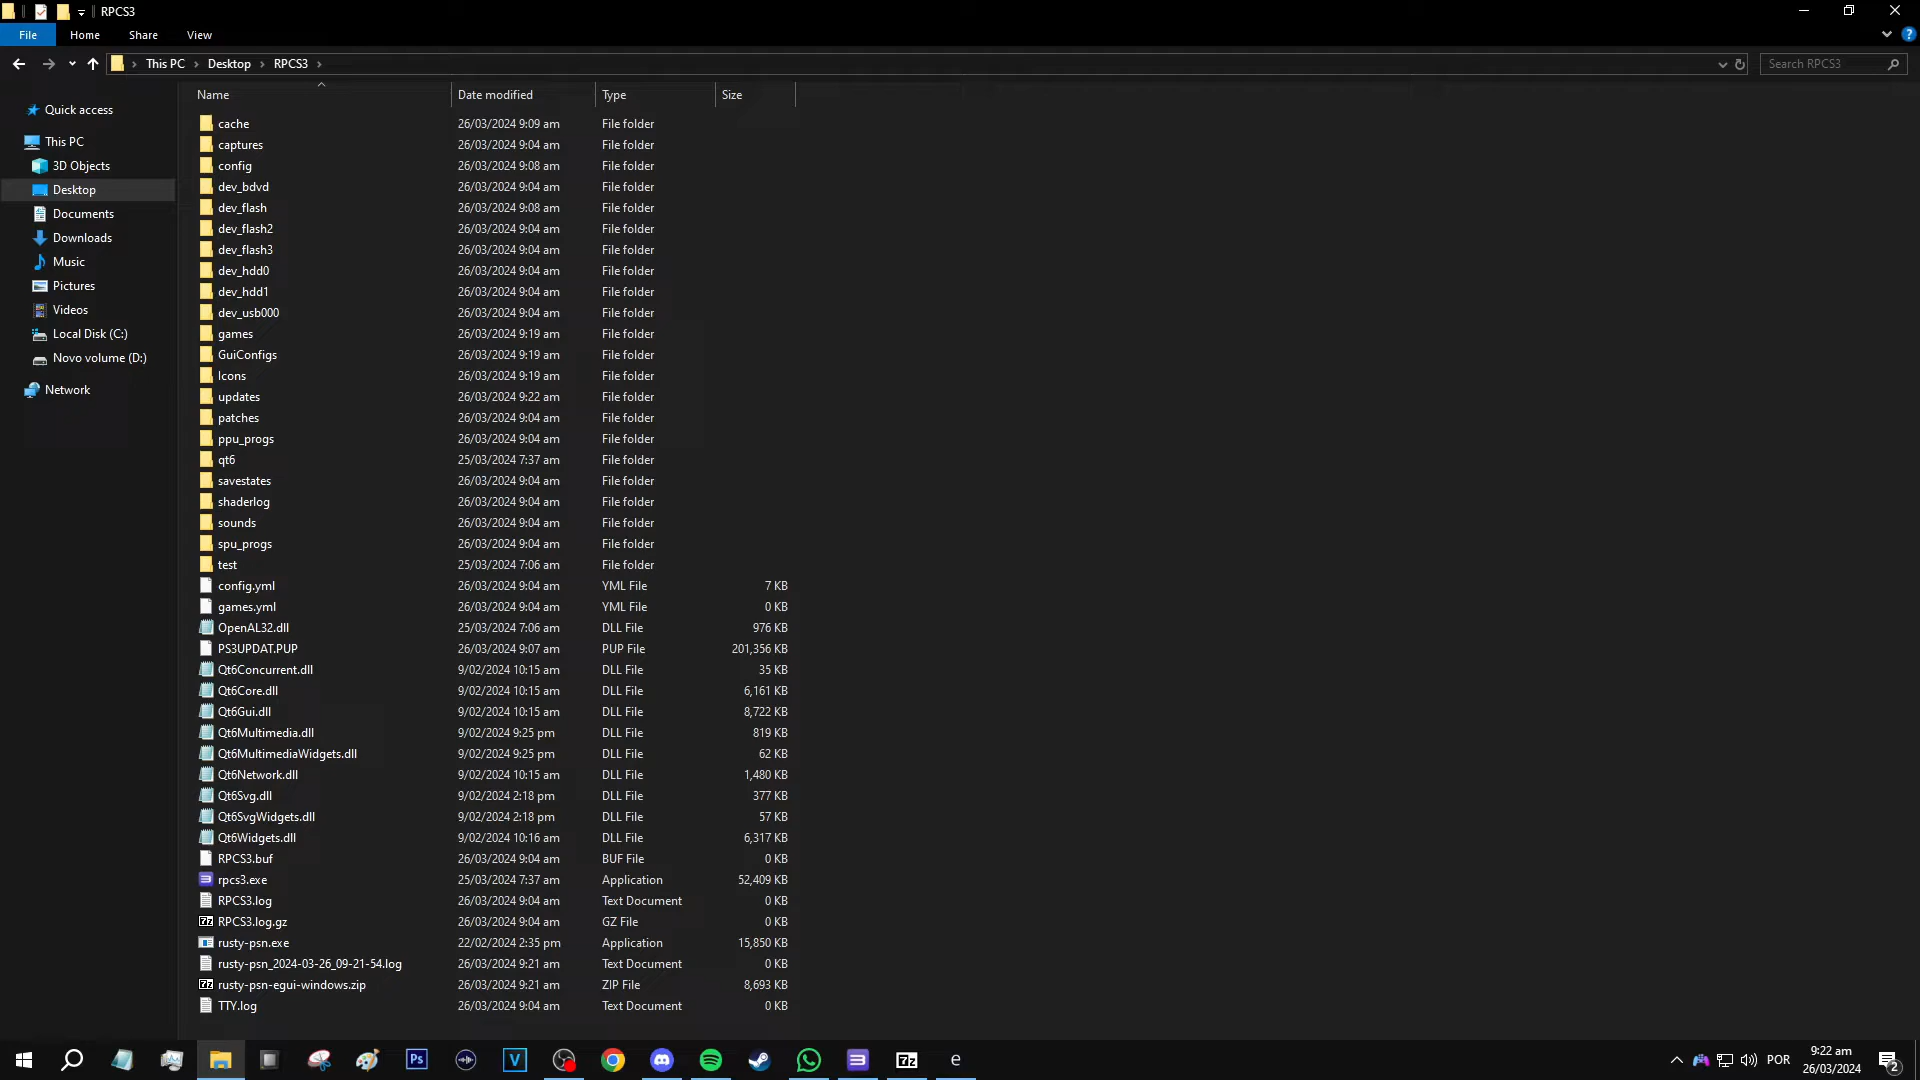 RPCS3
File Home Share View
This PC Desktop RPCS3 Search RPCS3
Name Date modified Type Size
Quick access
This PC
3D Objects
Desktop
Documents
Downloads
Music
Pictures
Videos
Local Disk (C:)
Novo volume (D:)
Network
cache 26/03/2024 9:09 am File folder
captures 26/03/2024 9:04 am File folder
config 26/03/2024 9:08 am File folder
dev_bdvd 26/03/2024 9:04 am File folder
dev_flash 26/03/2024 9:08 am File folder
dev_flash2 26/03/2024 9:04 am File folder
dev_flash3 26/03/2024 9:04 am File folder
dev_hdd0 26/03/2024 9:04 am File folder
dev_hdd1 26/03/2024 9:04 am File folder
dev_usb000 26/03/2024 9:04 am File folder
games 26/03/2024 9:19 am File folder
GuiConfigs 26/03/2024 9:19 am File folder
Icons 26/03/2024 9:19 am File folder
updates 26/03/2024 9:22 am File folder
patches 26/03/2024 9:04 am File folder
ppu_progs 26/03/2024 9:04 am File folder
qt6 25/03/2024 7:37 am File folder
savestates 26/03/2024 9:04 am File folder
shaderlog 26/03/2024 9:04 am File folder
sounds 26/03/2024 9:04 am File folder
spu_progs 26/03/2024 9:04 am File folder
test 25/03/2024 7:06 am File folder
config.yml 26/03/2024 9:04 am YML File 7 KB
games.yml 26/03/2024 9:04 am YML File 0 KB
OpenAL32.dll 25/03/2024 7:06 am DLL File 976 KB
PS3UPDAT.PUP 26/03/2024 9:07 am PUP File 201,356 KB
Qt6Concurrent.dll 9/02/2024 10:15 am DLL File 35 KB
Qt6Core.dll 9/02/2024 10:15 am DLL File 6,161 KB
Qt6Gui.dll 9/02/2024 10:15 am DLL File 8,722 KB
Qt6Multimedia.dll 9/02/2024 9:25 pm DLL File 819 KB
Qt6MultimediaWidgets.dll 9/02/2024 9:25 pm DLL File 62 KB
Qt6Network.dll 9/02/2024 10:15 am DLL File 1,480 KB
Qt6Svg.dll 9/02/2024 2:18 pm DLL File 377 KB
Qt6SvgWidgets.dll 9/02/2024 2:18 pm DLL File 57 KB
Qt6Widgets.dll 9/02/2024 10:16 am DLL File 6,317 KB
RPCS3.buf 26/03/2024 9:04 am BUF File 0 KB
rpcs3.exe 25/03/2024 7:37 am Application 52,409 KB
RPCS3.log 26/03/2024 9:04 am Text Document 0 KB
RPCS3.log.gz 26/03/2024 9:04 am GZ File 0 KB
rusty-psn.exe 22/02/2024 2:35 pm Application 15,850 KB
rusty-psn_2024-03-26_09-21-54.log 26/03/2024 9:21 am Text Document 0 KB
rusty-psn-egui-windows.zip 26/03/2024 9:21 am ZIP File 8,693 KB
TTY.log 26/03/2024 9:04 am Text Document 0 KB
Ps V 7z e POR 9:22 am
26/03/2024 2